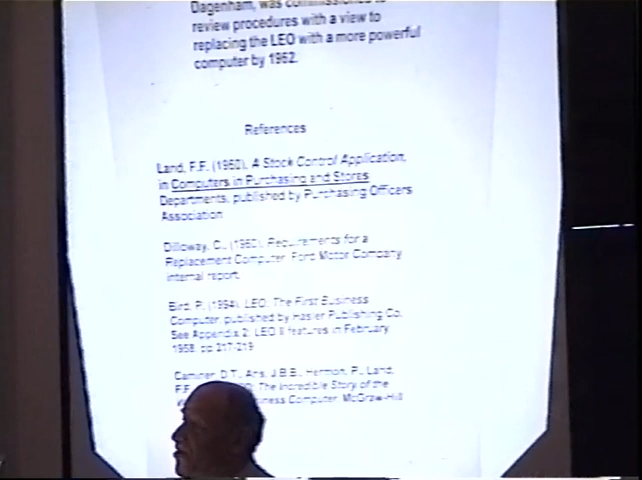 Dagenham, was commissioned to
review procedures with a view to
replacing the LEO with a more powerful
computer by 1962.
References
Land, F.F. (1960), A Stock Control Application,
in Computers in Purchasing and Stores
Departments, published by Purchasing Officers
Association
Dilloway, C., (1960), Requirements for a
Replacement Computer, Ford Motor Company
internal report.
Bird, P. (1994), LEO: The First Business
Computer, published by Hasler Publishing Co.
See Appendix 2, LEO II features in February
1958, pp 217-219
Caminer, D.T., Aris, J.B.B., Hermon, P., Land,
F.F. The Incredible Story of the
Business Computer, McGraw-Hill